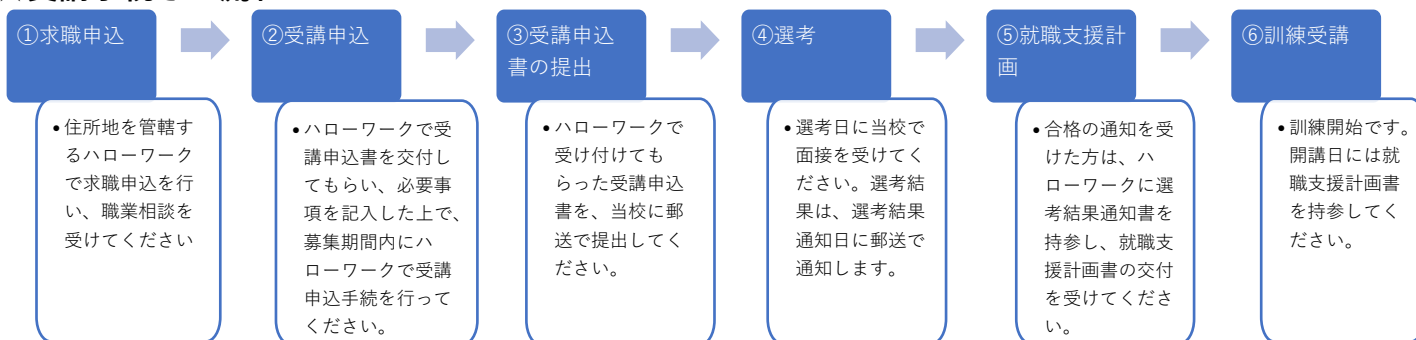 ①求職申込
住所地を管轄す
るハローワーク
で求職申込を行
い、職業相談を
受けてください
②受講申込
ハローワークで受
講申込書を交付し
てもらい、必要事
項を記入した上で、
募集期間内にハ
ローワークで受講
申込手続を行って
ください。
③受講申込
書の提出
ハローワークで
受け付けても
らった受講申込
書を、当校に郵
送で提出してく
ださい。
④選考
選考日に当校で
面接を受けてく
ださい。選考結
果は、選考結果
通知日に郵送で
通知します。
⑤就職支援計
画
合格の通知を受
けた方は、ハ
ローワークに選
考結果通知書を
持参し、就職支
援計画書の交付
を受けてくださ
い。
⑥訓練受講
訓練開始です。
開講日には就
職支援計画書
を持参してく
ださい。